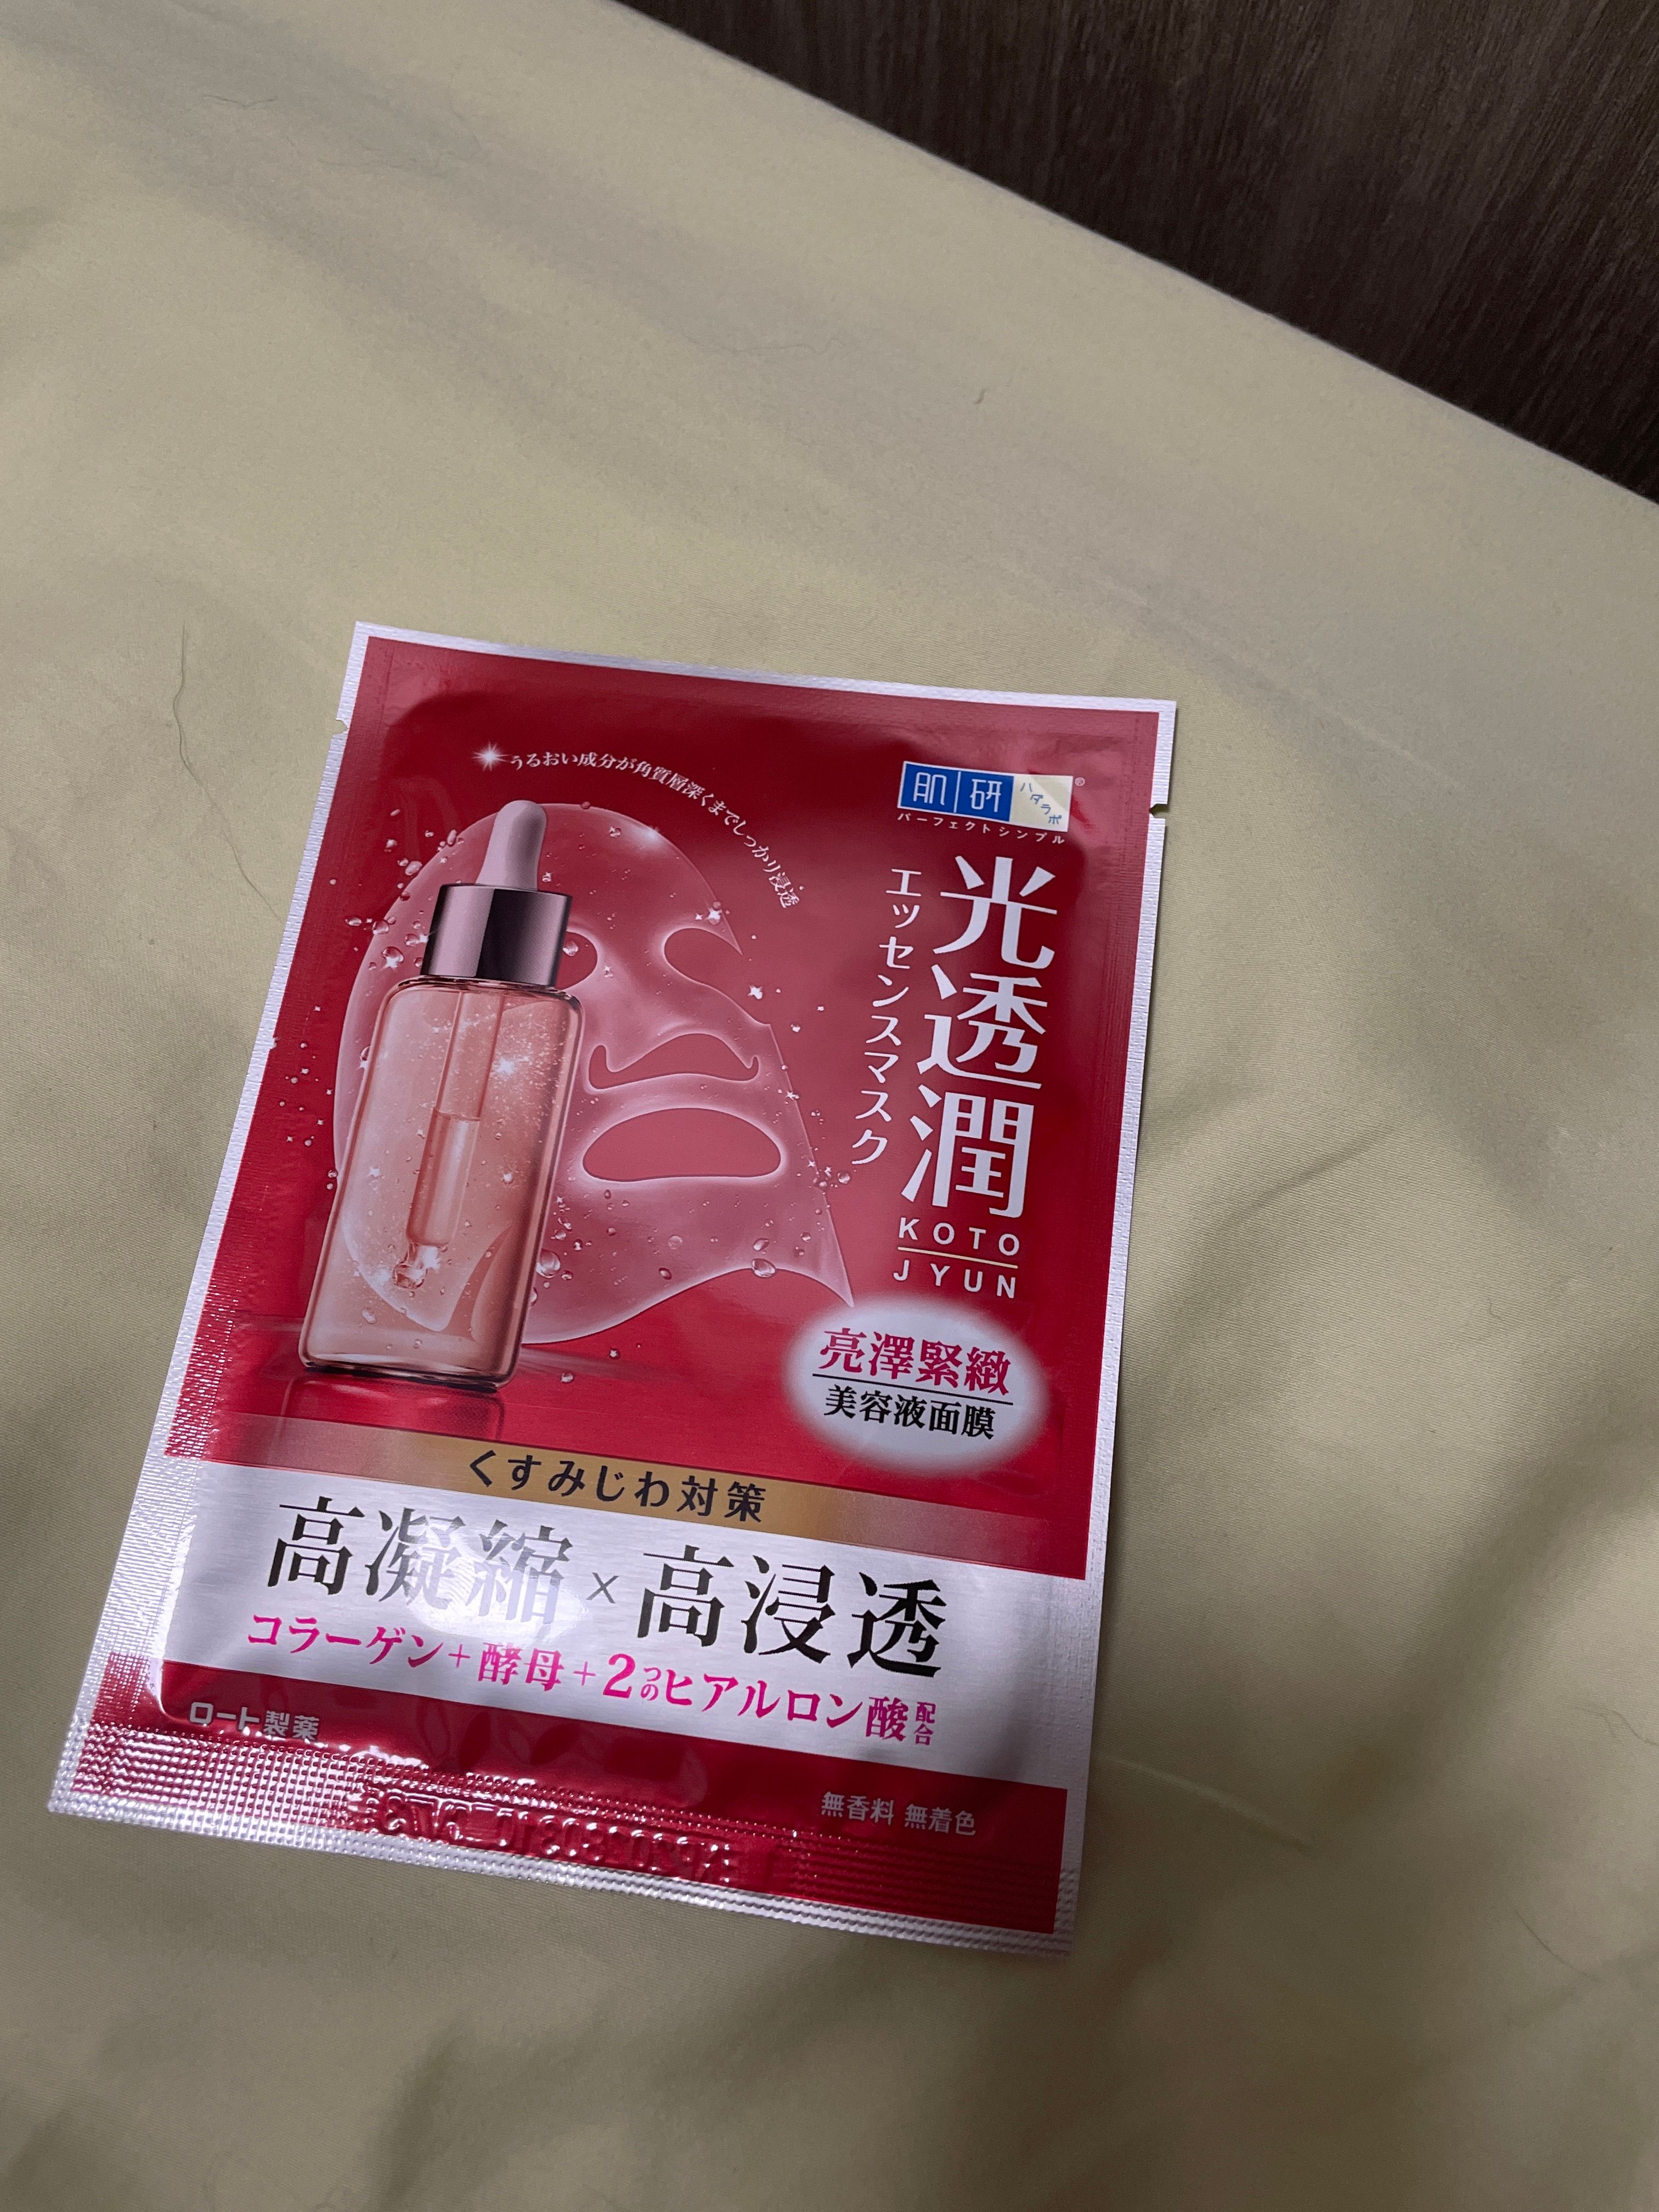 うるおい成分が角質層深くまでしっかり浸透
肌研
ハダラボ
®
パーフェクトシンプル
光透潤
エッセンスマスク
KOTO
JYUN
亮澤緊緻
美容液面膜
くすみじわ対策
高凝縮×高浸透
コラーゲン+酵母+2つのヒアルロン酸配合
ロート製薬
無香料 無着色